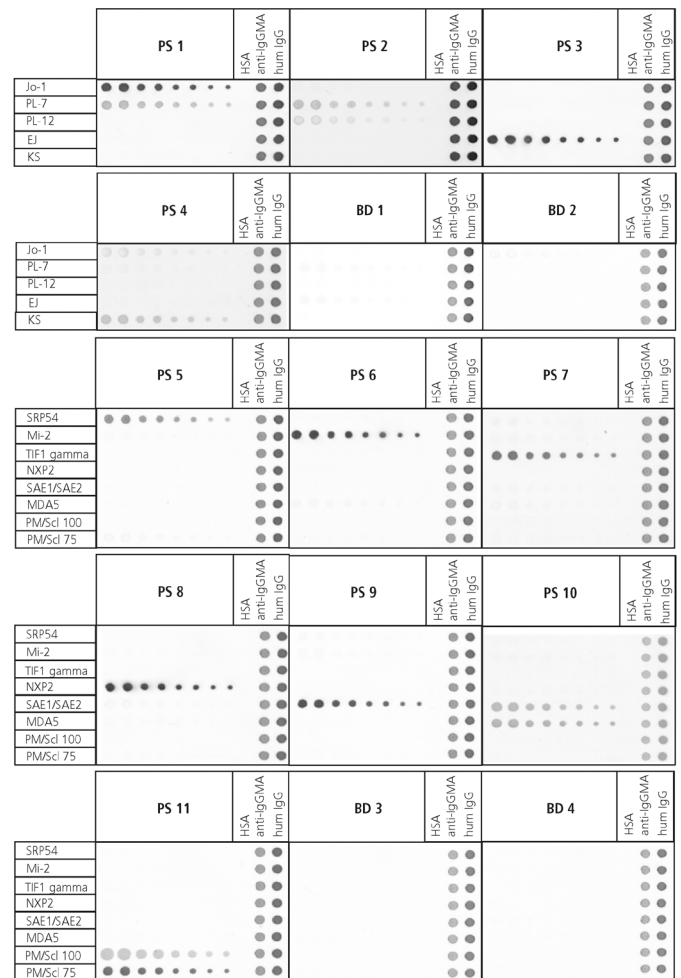 PS 1 HSA anti-IgGMA hum IgG PS 2 HSA anti-IgGMA hum IgG PS 3 HSA anti-IgGMA hum IgG
Jo-1
PL-7
PL-12
EJ
KS
PS 4 HSA anti-IgGMA hum IgG BD 1 HSA anti-IgGMA hum IgG BD 2 HSA anti-IgGMA hum IgG
Jo-1
PL-7
PL-12
EJ
KS
PS 5 HSA anti-IgGMA hum IgG PS 6 HSA anti-IgGMA hum IgG PS 7 HSA anti-IgGMA hum IgG
SRP54
Mi-2
TIF1 gamma
NXP2
SAE1/SAE2
MDA5
PM/Scl 100
PM/Scl 75
PS 8 HSA anti-IgGMA hum IgG PS 9 HSA anti-IgGMA hum IgG PS 10 HSA anti-IgGMA hum IgG
SRP54
Mi-2
TIF1 gamma
NXP2
SAE1/SAE2
MDA5
PM/Scl 100
PM/Scl 75
PS 11 HSA anti-IgGMA hum IgG BD 3 HSA anti-IgGMA hum IgG BD 4 HSA anti-IgGMA hum IgG
SRP54
Mi-2
TIF1 gamma
NXP2
SAE1/SAE2
MDA5
PM/Scl 100
PM/Scl 75